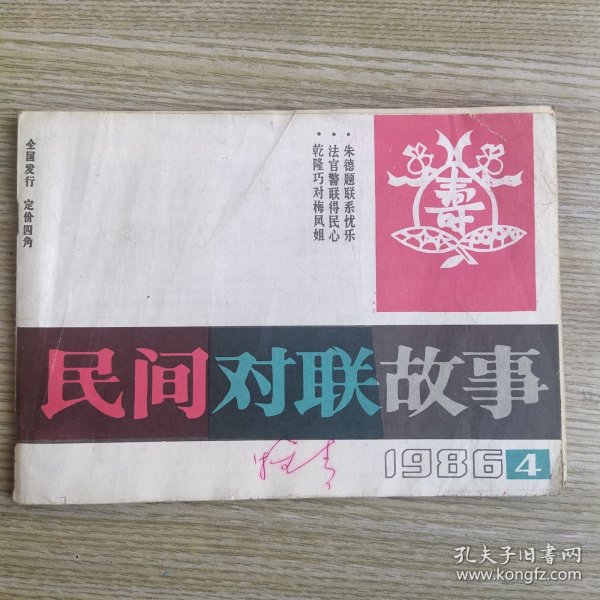 全国发行 定价四角
·朱德题联系忧乐
·法官警联得民心
·乾隆巧对梅凤姐
寿
民间对联故事
1986 4
孔夫子旧书网
www.kongfz.com